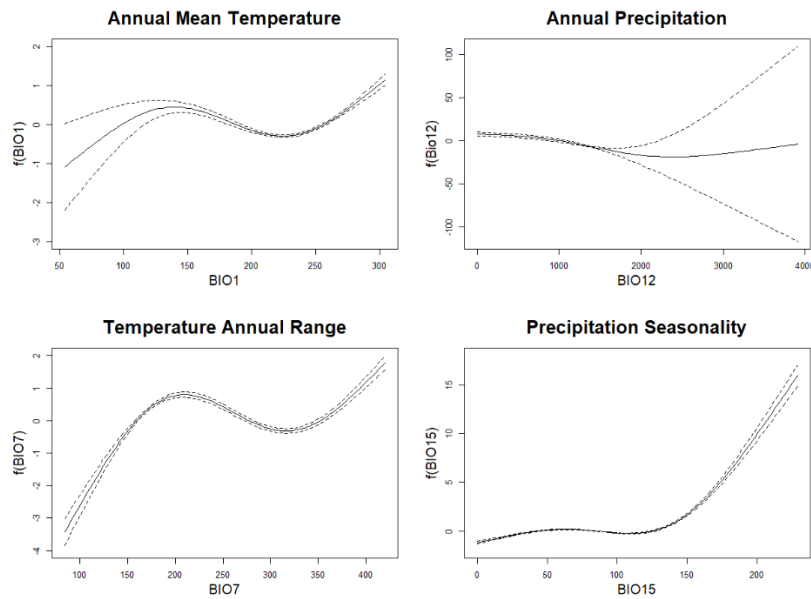 Annual Mean Temperature
f(BIO1)
2
1
0
-1
-2
-3
50 100 150 200 250 300
BIO1
Annual Precipitation
f(Bio12)
100
50
0
-50
-100
0 1000 2000 3000 4000
BIO12
Temperature Annual Range
f(BIO7)
2
1
0
-1
-2
-3
-4
100 150 200 250 300 350 400
BIO7
Precipitation Seasonality
f(BIO15)
15
10
5
0
0 50 100 150 200
BIO15